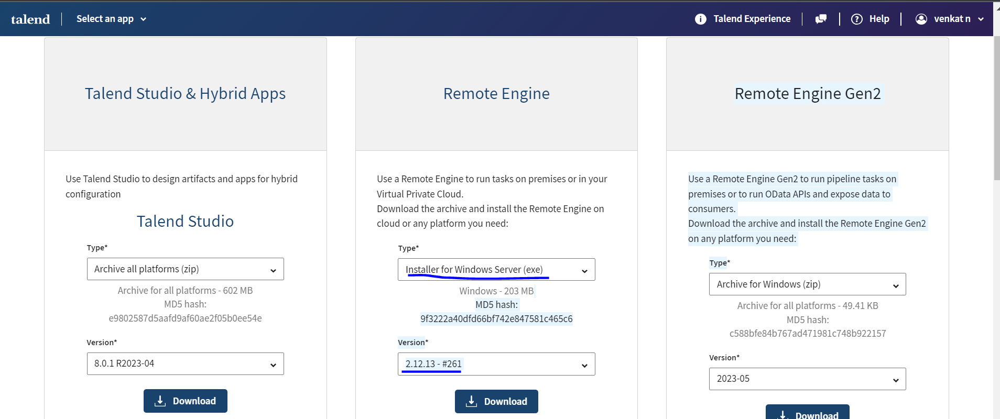 talend
Select an app
Talend Experience
Help
venkat n
Talend Studio & Hybrid Apps
Use Talend Studio to design artifacts and apps for hybrid
configuration
Talend Studio
Type*
Archive all platforms (zip)
Archive for all platforms - 602 MB
MD5 hash:
e9802587d5aafd9af60ae2f05b0ee54e
Version*
8.0.1 R2023-04
Download
Remote Engine
Use a Remote Engine to run tasks on premises or in your
Virtual Private Cloud.
Download the archive and install the Remote Engine on
cloud or any platform you need:
Type*
Installer for Windows Server (exe)
Windows - 203 MB
MD5 hash:
9f3222a40dfd66bf742e847581c465c6
Version*
2.12.13 - #261
Download
Remote Engine Gen2
Use a Remote Engine Gen2 to run pipeline tasks on
premises or to run OData APIs and expose data to
consumers.
Download the archive and install the Remote Engine Gen2
on any platform you need:
Type*
Archive for Windows (zip)
Archive for all platforms - 49.41 KB
MD5 hash:
c588bfe84b767ad471981c748b922157
Version*
2023-05
Download